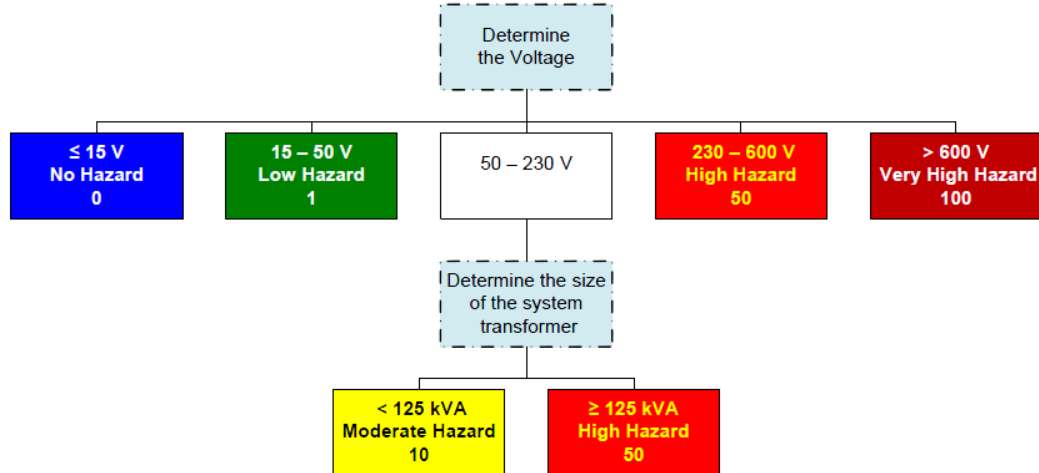 Determine
the Voltage
≤ 15 V
No Hazard
0
15 – 50 V
Low Hazard
1
50 – 230 V
230 – 600 V
High Hazard
50
> 600 V
Very High Hazard
100
Determine the size
of the system
transformer
< 125 kVA
Moderate Hazard
10
≥ 125 kVA
High Hazard
50